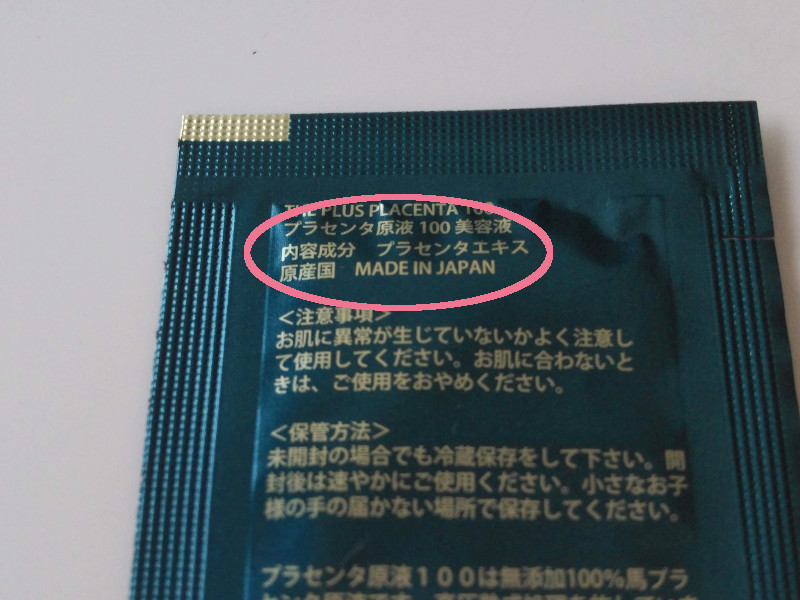 THE PLUS PLACENTA 100
プラセンタ原液 100 美容液
内容成分　プラセンタエキス
原産国　MADE IN JAPAN
＜注意事項＞
お肌に異常が生じていないかよく注意し
て使用してください。お肌に合わないと
きは、ご使用をおやめください。
＜保管方法＞
未開封の場合でも冷蔵保存をして下さい。開
封後は速やかにご使用ください。小さなお子
様の手の届かない場所で保存してください。
プラセンタ原液１００は無添加100%馬プラ